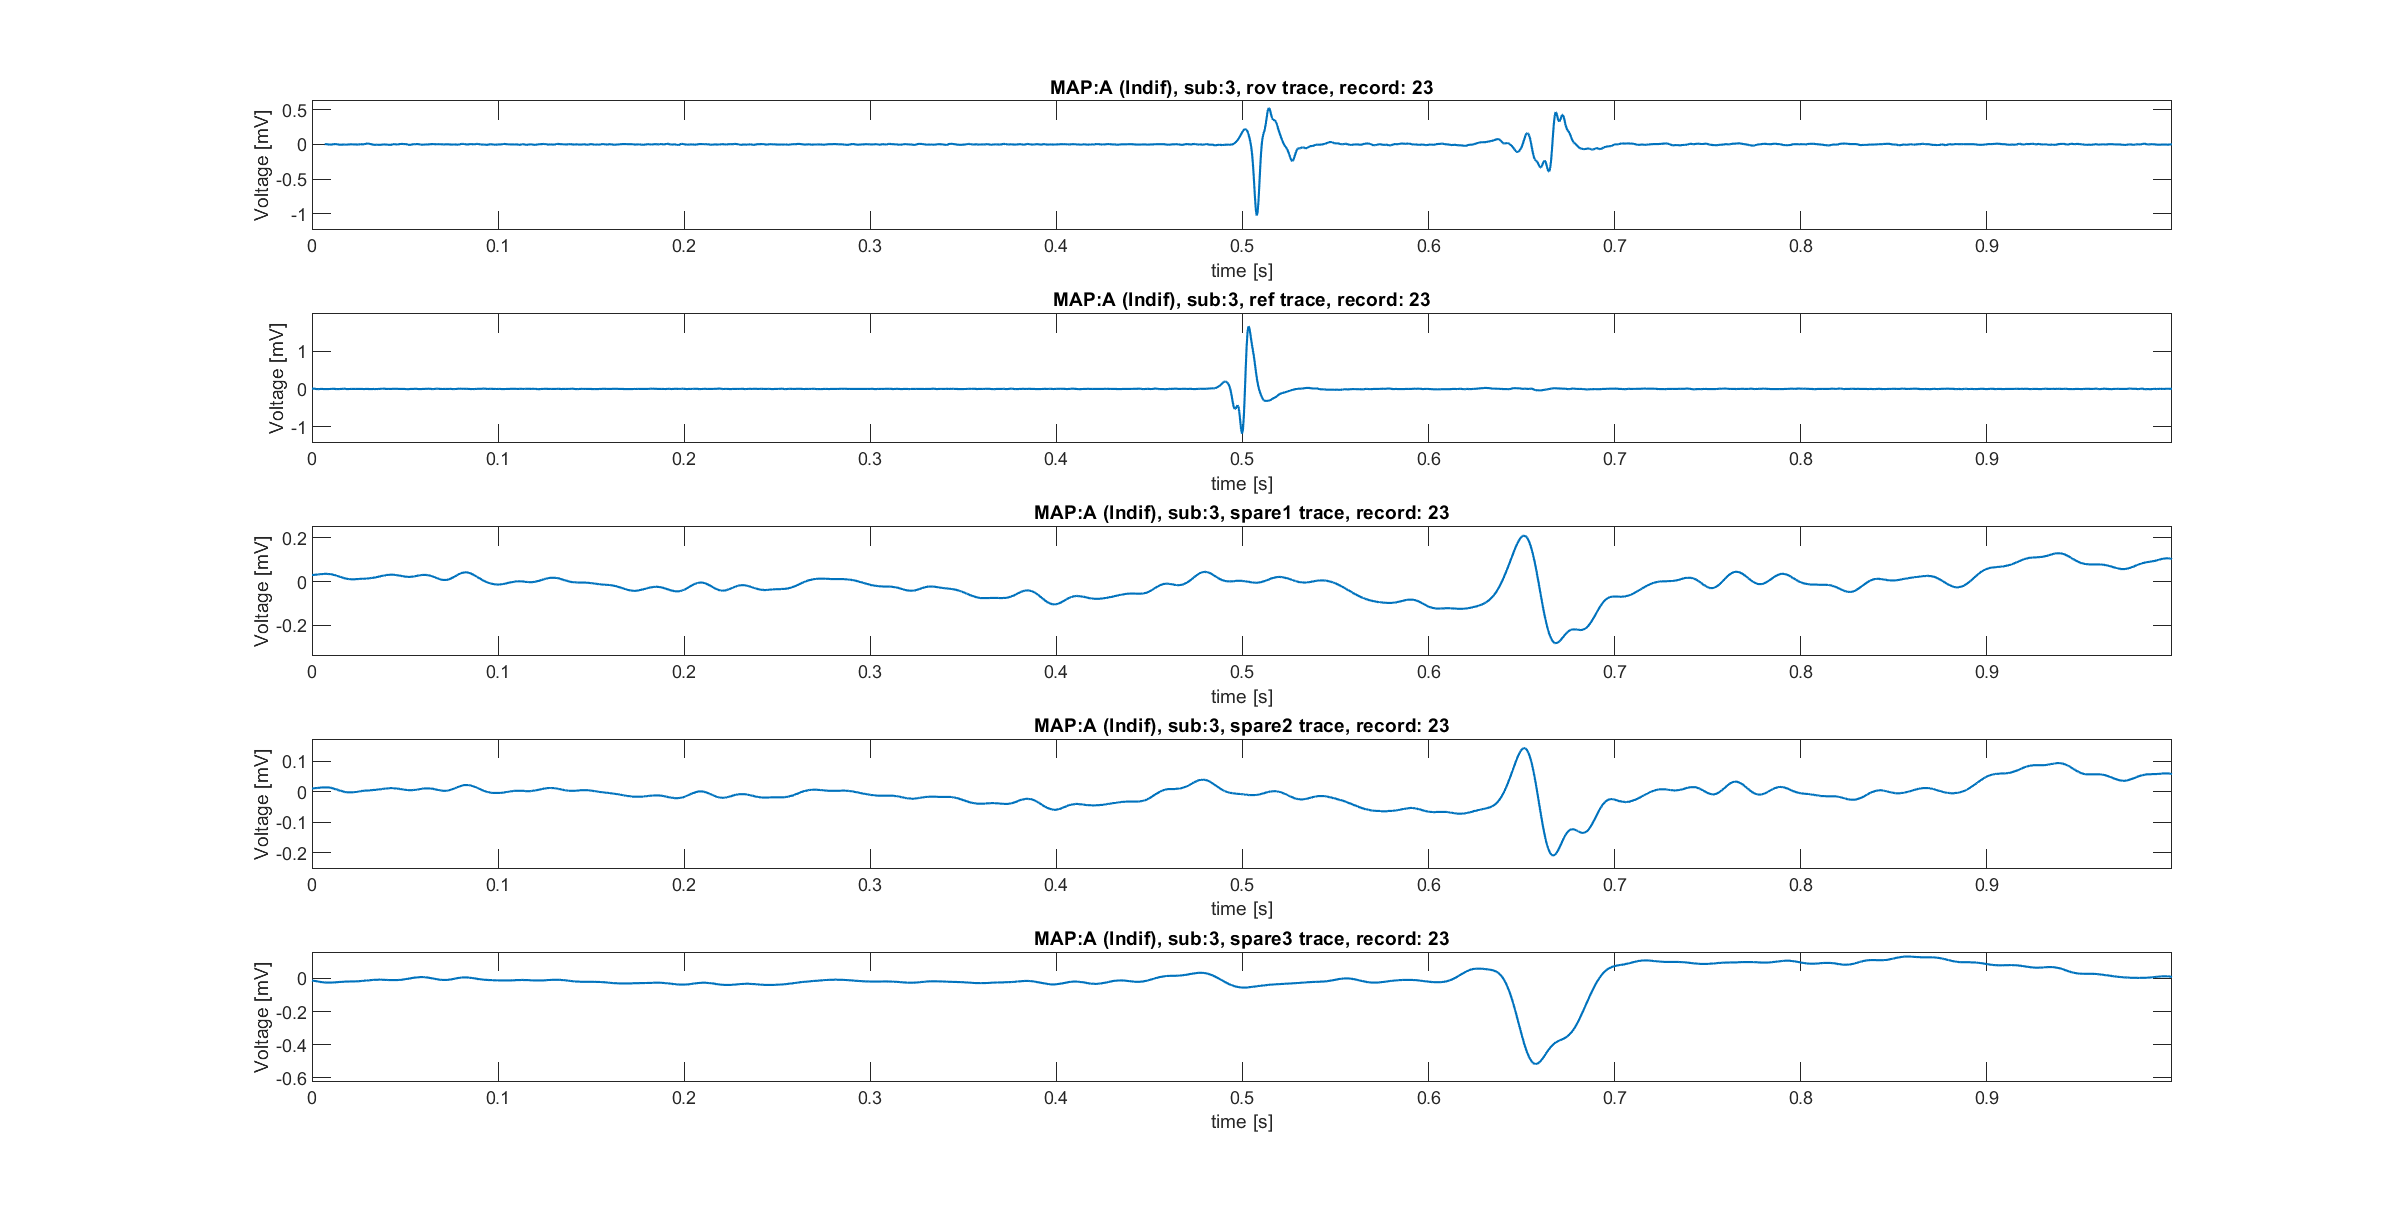 MAP:A (Indif), sub:3, rov trace, record: 23
Voltage [mV]
0.5
0
-0.5
-1
0 0.1 0.2 0.3 0.4 0.5 0.6 0.7 0.8 0.9
time [s]
MAP:A (Indif), sub:3, ref trace, record: 23
Voltage [mV]
1
0
-1
0 0.1 0.2 0.3 0.4 0.5 0.6 0.7 0.8 0.9
time [s]
MAP:A (Indif), sub:3, spare1 trace, record: 23
Voltage [mV]
0.2
0
-0.2
0 0.1 0.2 0.3 0.4 0.5 0.6 0.7 0.8 0.9
time [s]
MAP:A (Indif), sub:3, spare2 trace, record: 23
Voltage [mV]
0.1
0
-0.1
-0.2
0 0.1 0.2 0.3 0.4 0.5 0.6 0.7 0.8 0.9
time [s]
MAP:A (Indif), sub:3, spare3 trace, record: 23
Voltage [mV]
0
-0.2
-0.4
-0.6
0 0.1 0.2 0.3 0.4 0.5 0.6 0.7 0.8 0.9
time [s]